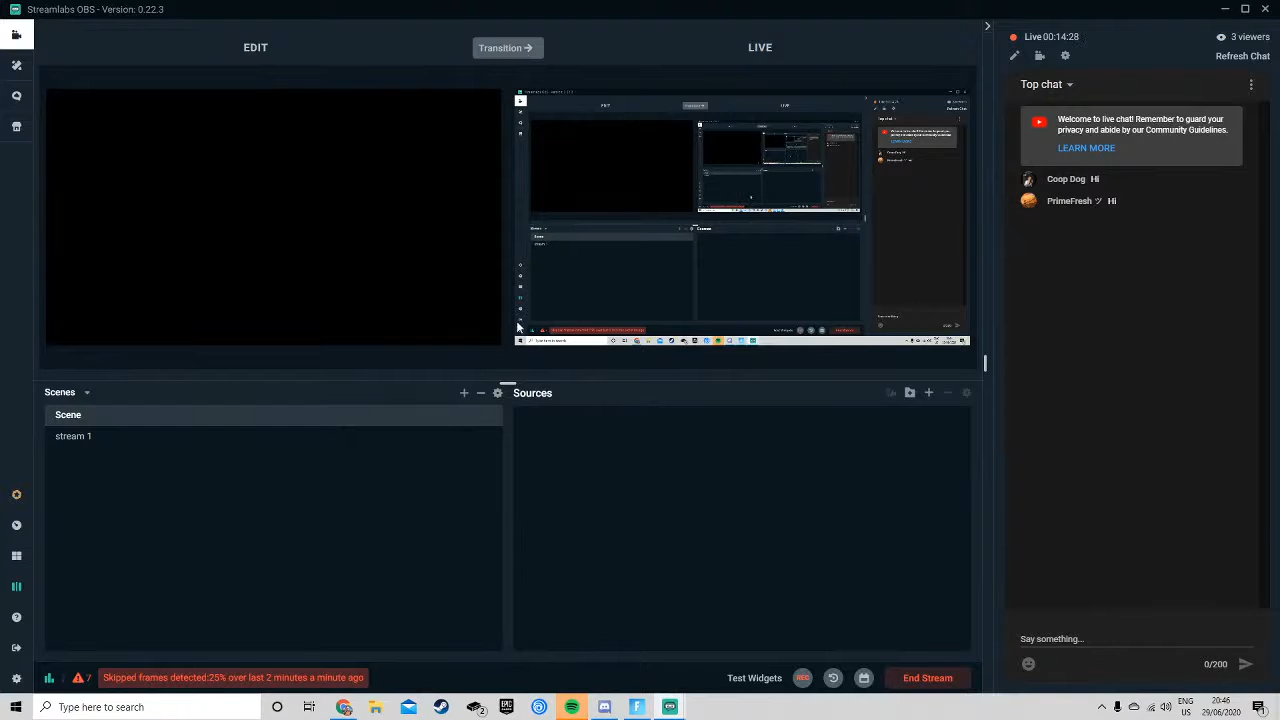 Streamlabs OBS - Version: 0.22.3
EDIT
Transition
LIVE
Live 00:14:28
3 viewers
Refresh Chat
Top chat
Welcome to live chat! Remember to guard your
privacy and abide by our Community Guidelines.
LEARN MORE
Coop Dog Hi
PrimeFresh ツ Hi
Scenes
Scene
stream 1
Sources
Say something...
0/200
7
Skipped frames detected:25% over last 2 minutes a minute ago
Test Widgets
REC
End Stream
Type here to search
ENG
US
20:46
29/06/2020